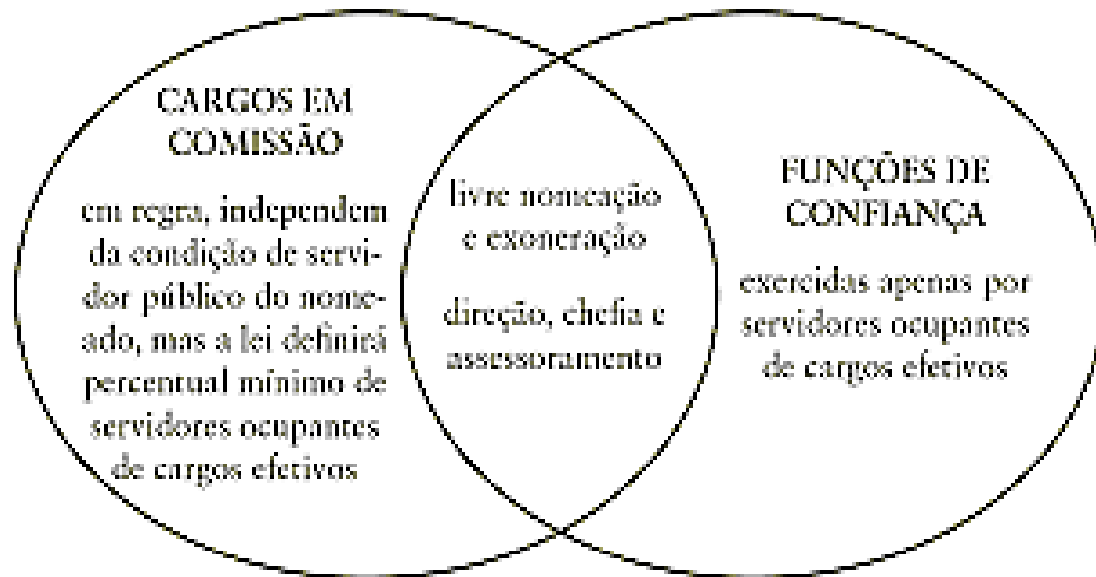 CARGOS EM
COMISSÃO
em regra, independem
da condição de servi-
dor público do nome-
ado, mas a lei definirá
percentual mínimo de
servidores ocupantes
de cargos efetivos
livre nomeação
e exoneração
direção, chefia e
assessoramento
FUNÇÕES DE
CONFIANÇA
exercidas apenas por
servidores ocupantes
de cargos efetivos